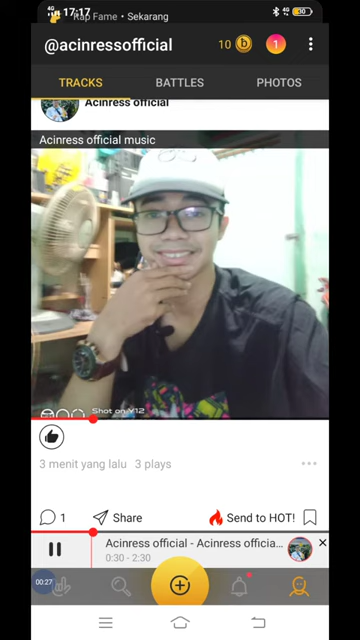 17:17
Rap Fame • Sekarang
4G
30
@acinressofficial
10
1
TRACKS
BATTLES
PHOTOS
Acinress official
Acinress official music
Shot on Y12
3 menit yang lalu 3 plays
1
Share
Send to HOT!
Acinress official - Acinress officia...
0:30 - 2:30
00:27